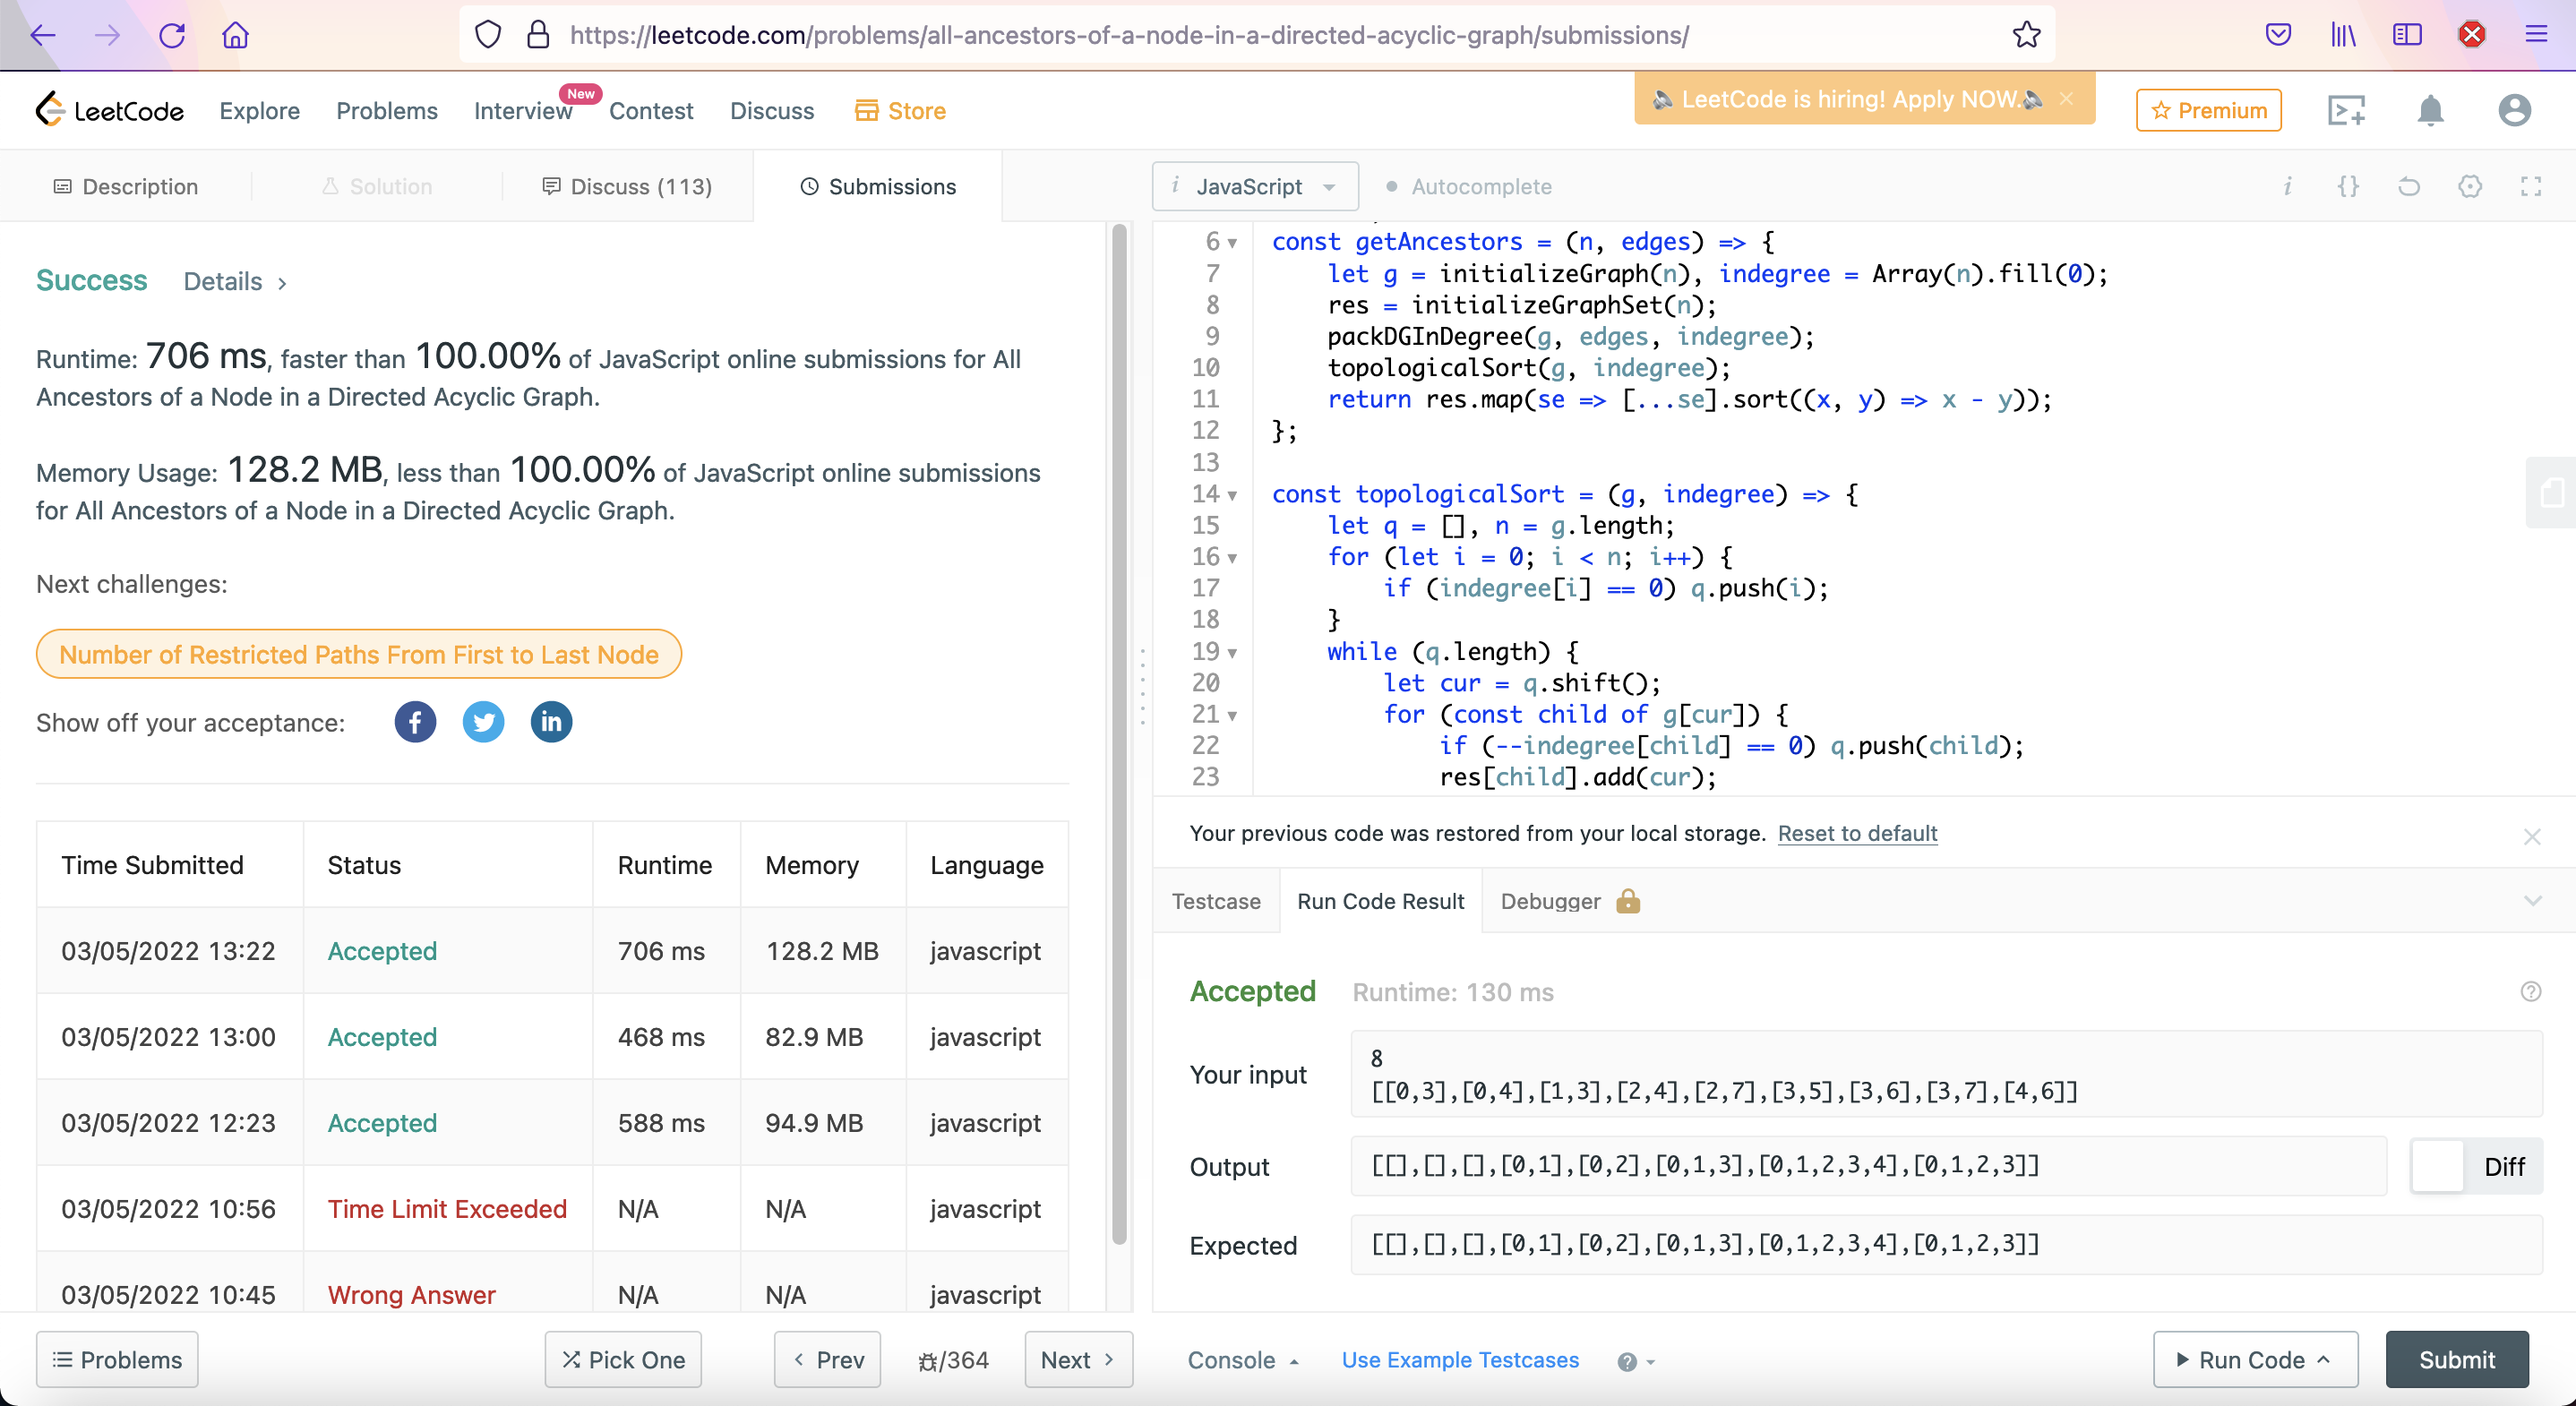 https://leetcode.com/problems/all-ancestors-of-a-node-in-a-directed-acyclic-graph/submissions/
LeetCode
Explore
Problems
Interview
New
Contest
Discuss
Store
🔈 LeetCode is hiring! Apply NOW.🔈 ×
Premium
Description
Solution
Discuss (113)
Submissions
i JavaScript
Autocomplete
Success
Details >
Runtime: 706 ms, faster than 100.00% of JavaScript online submissions for All
Ancestors of a Node in a Directed Acyclic Graph.
Memory Usage: 128.2 MB, less than 100.00% of JavaScript online submissions
for All Ancestors of a Node in a Directed Acyclic Graph.
Next challenges:
Number of Restricted Paths From First to Last Node
Show off your acceptance:
Time Submitted Status Runtime Memory Language
03/05/2022 13:22 Accepted 706 ms 128.2 MB javascript
03/05/2022 13:00 Accepted 468 ms 82.9 MB javascript
03/05/2022 12:23 Accepted 588 ms 94.9 MB javascript
03/05/2022 10:56 Time Limit Exceeded N/A N/A javascript
03/05/2022 10:45 Wrong Answer N/A N/A javascript
6 const getAncestors = (n, edges) => {
7 let g = initializeGraph(n), indegree = Array(n).fill(0);
8 res = initializeGraphSet(n);
9 packDGInDegree(g, edges, indegree);
10 topologicalSort(g, indegree);
11 return res.map(se => [...se].sort((x, y) => x - y));
12 };
13
14 const topologicalSort = (g, indegree) => {
15 let q = [], n = g.length;
16 for (let i = 0; i < n; i++) {
17 if (indegree[i] == 0) q.push(i);
18 }
19 while (q.length) {
20 let cur = q.shift();
21 for (const child of g[cur]) {
22 if (--indegree[child] == 0) q.push(child);
23 res[child].add(cur);
Your previous code was restored from your local storage. Reset to default
Testcase
Run Code Result
Debugger
Accepted
Runtime: 130 ms
Your input
8
[[0,3],[0,4],[1,3],[2,4],[2,7],[3,5],[3,6],[3,7],[4,6]]
Output
[[],[],[],[0,1],[0,2],[0,1,3],[0,1,2,3,4],[0,1,2,3]]
Diff
Expected
[[],[],[],[0,1],[0,2],[0,1,3],[0,1,2,3,4],[0,1,2,3]]
Problems
Pick One
< Prev
/364
Next >
Console
Use Example Testcases
Run Code
Submit